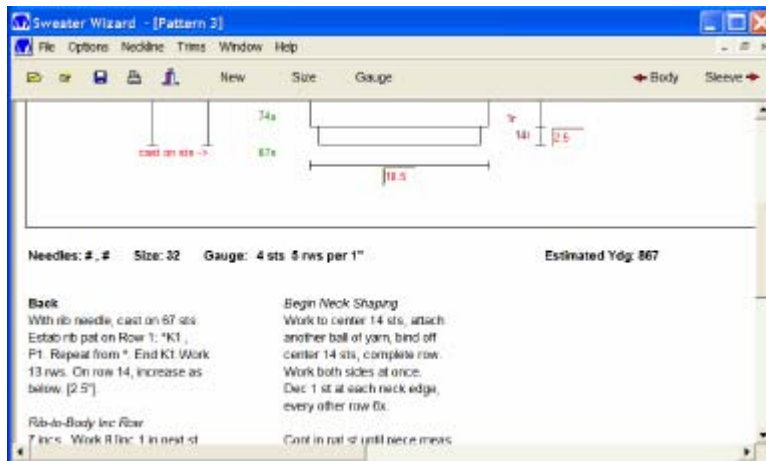 Sweater Wizard - [Pattern 3]
File Options Neckline Trims Window Help
New Size Gauge Body Sleeve
74s 1r
14r 2.5
cast on sts -> 67s
18.5
Needles: #, # Size: 32 Gauge: 4 sts 5 rws per 1" Estimated Ydg: 867
Back
With rib needle, cast on 67 sts.
Estab rib pat on Row 1: *K1,
P1. Repeat from *. End K1.Work
13 rws. On row 14, increase as
below. [2.5"].
Rib-to-Body Inc Row
7 incs. Work 8 [inc 1 in next st
Begin Neck Shaping
Work to center 14 sts, attach
another ball of yarn, bind off
center 14 sts, complete row.
Work both sides at once.
Dec 1 st at each neck edge,
every other row 6x.
Cont in pat st until piece meas